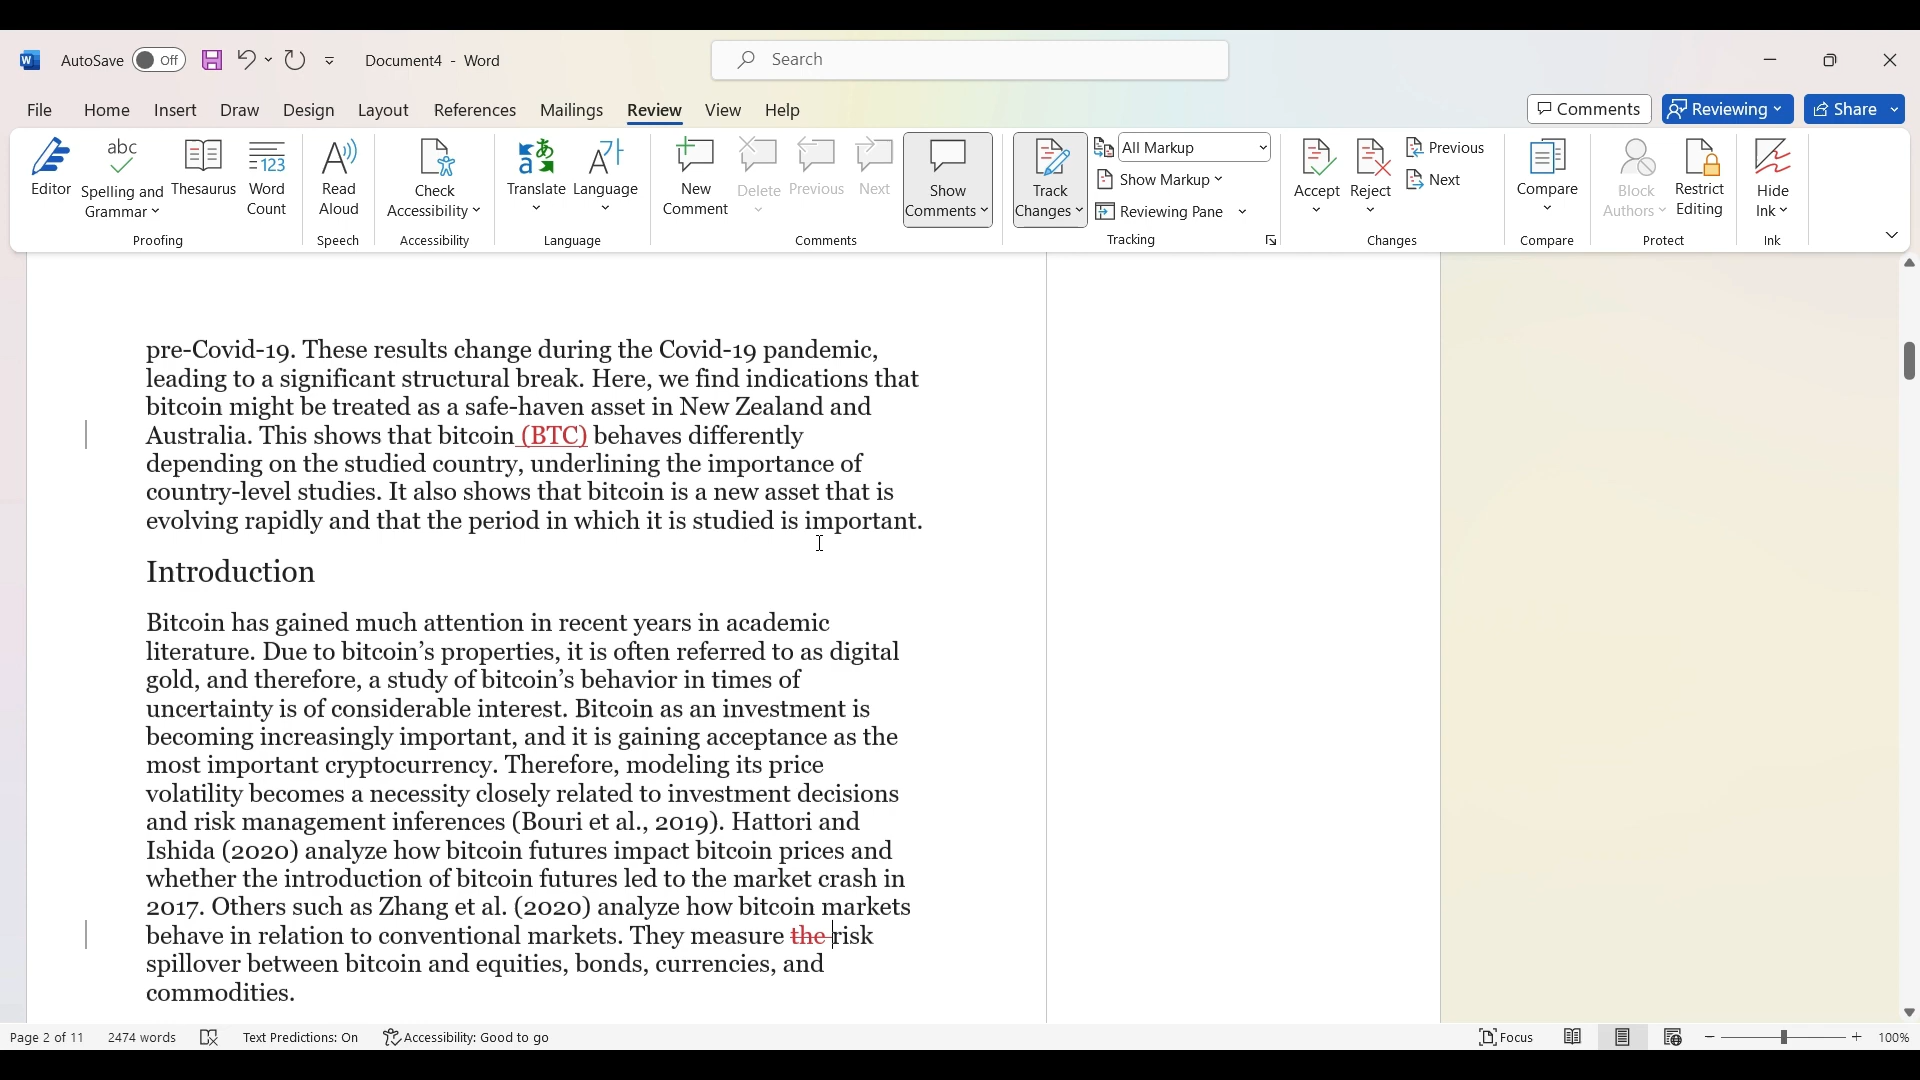 AutoSave Off Document4 - Word Search
File Home Insert Draw Design Layout References Mailings Review View Help Comments Reviewing Share
Editor
Spelling and Grammar
Thesaurus
Word Count
Proofing
Read Aloud
Speech
Check Accessibility
Accessibility
Translate
Language
Language
New Comment
Delete
Previous
Next
Show Comments
Comments
Track Changes
All Markup
Show Markup
Reviewing Pane
Tracking
Accept
Reject
Previous
Next
Changes
Compare
Compare
Block Authors
Restrict Editing
Protect
Hide Ink
Ink
pre-Covid-19. These results change during the Covid-19 pandemic,
leading to a significant structural break. Here, we find indications that
bitcoin might be treated as a safe-haven asset in New Zealand and
Australia. This shows that bitcoin (BTC) behaves differently
depending on the studied country, underlining the importance of
country-level studies. It also shows that bitcoin is a new asset that is
evolving rapidly and that the period in which it is studied is important.
Introduction
Bitcoin has gained much attention in recent years in academic
literature. Due to bitcoin’s properties, it is often referred to as digital
gold, and therefore, a study of bitcoin’s behavior in times of
uncertainty is of considerable interest. Bitcoin as an investment is
becoming increasingly important, and it is gaining acceptance as the
most important cryptocurrency. Therefore, modeling its price
volatility becomes a necessity closely related to investment decisions
and risk management inferences (Bouri et al., 2019). Hattori and
Ishida (2020) analyze how bitcoin futures impact bitcoin prices and
whether the introduction of bitcoin futures led to the market crash in
2017. Others such as Zhang et al. (2020) analyze how bitcoin markets
behave in relation to conventional markets. They measure the risk
spillover between bitcoin and equities, bonds, currencies, and
commodities.
Page 2 of 11 2474 words Text Predictions: On Accessibility: Good to go Focus 100%